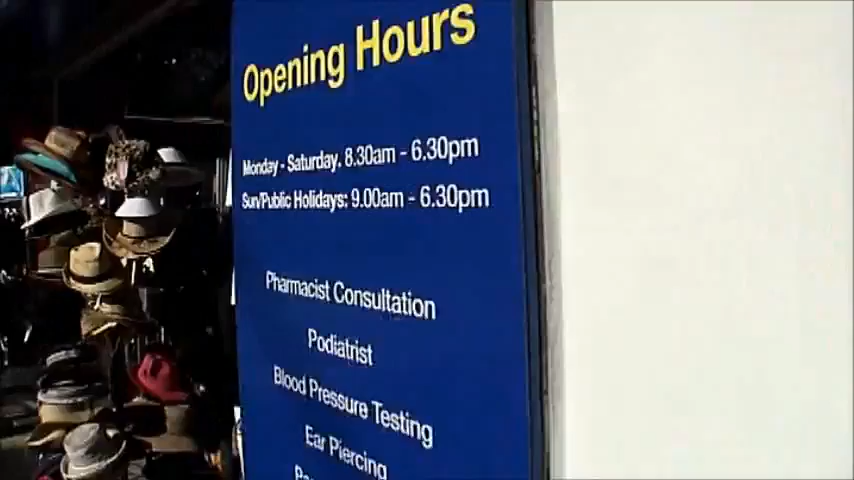 Opening Hours
Monday - Saturday. 8.30am - 6.30pm
Sun/Public Holidays: 9.00am - 6.30pm
Pharmacist Consultation
Podiatrist
Blood Pressure Testing
Ear Piercing